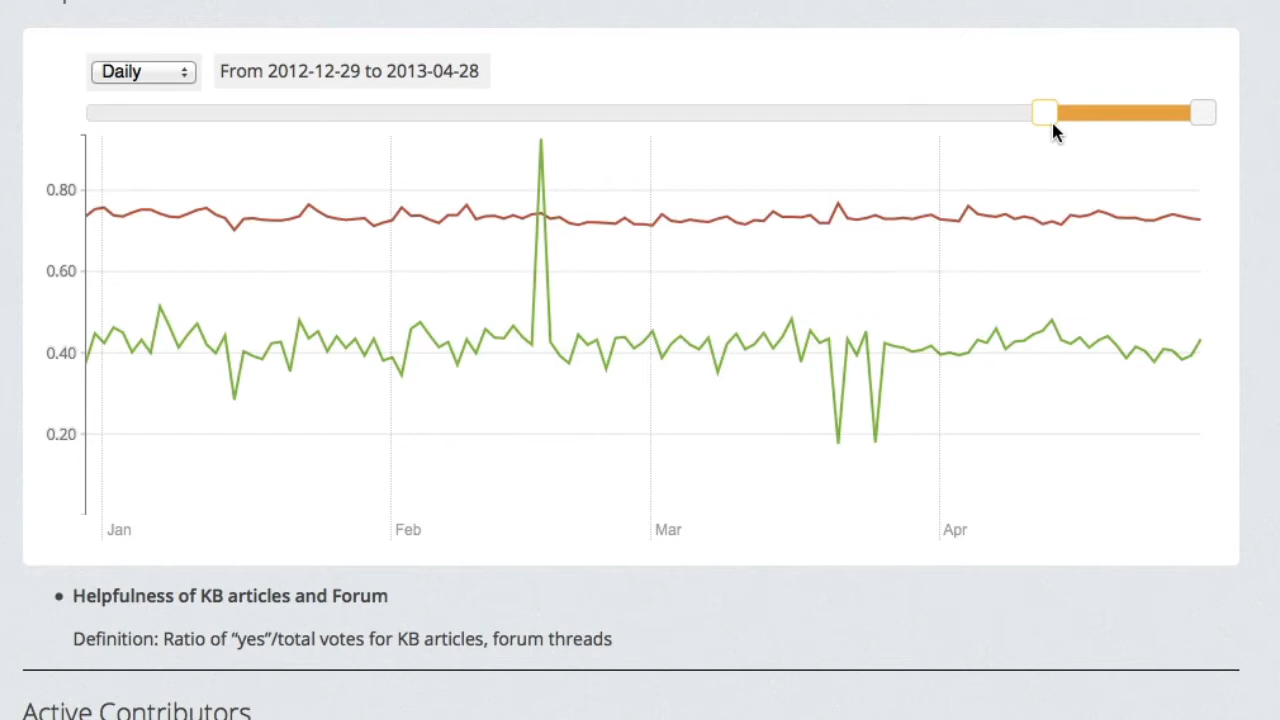 Daily From 2012-12-29 to 2013-04-28
0.80
0.60
0.40
0.20
Jan Feb Mar Apr
• Helpfulness of KB articles and Forum
Definition: Ratio of “yes”/total votes for KB articles, forum threads
Active Contributors